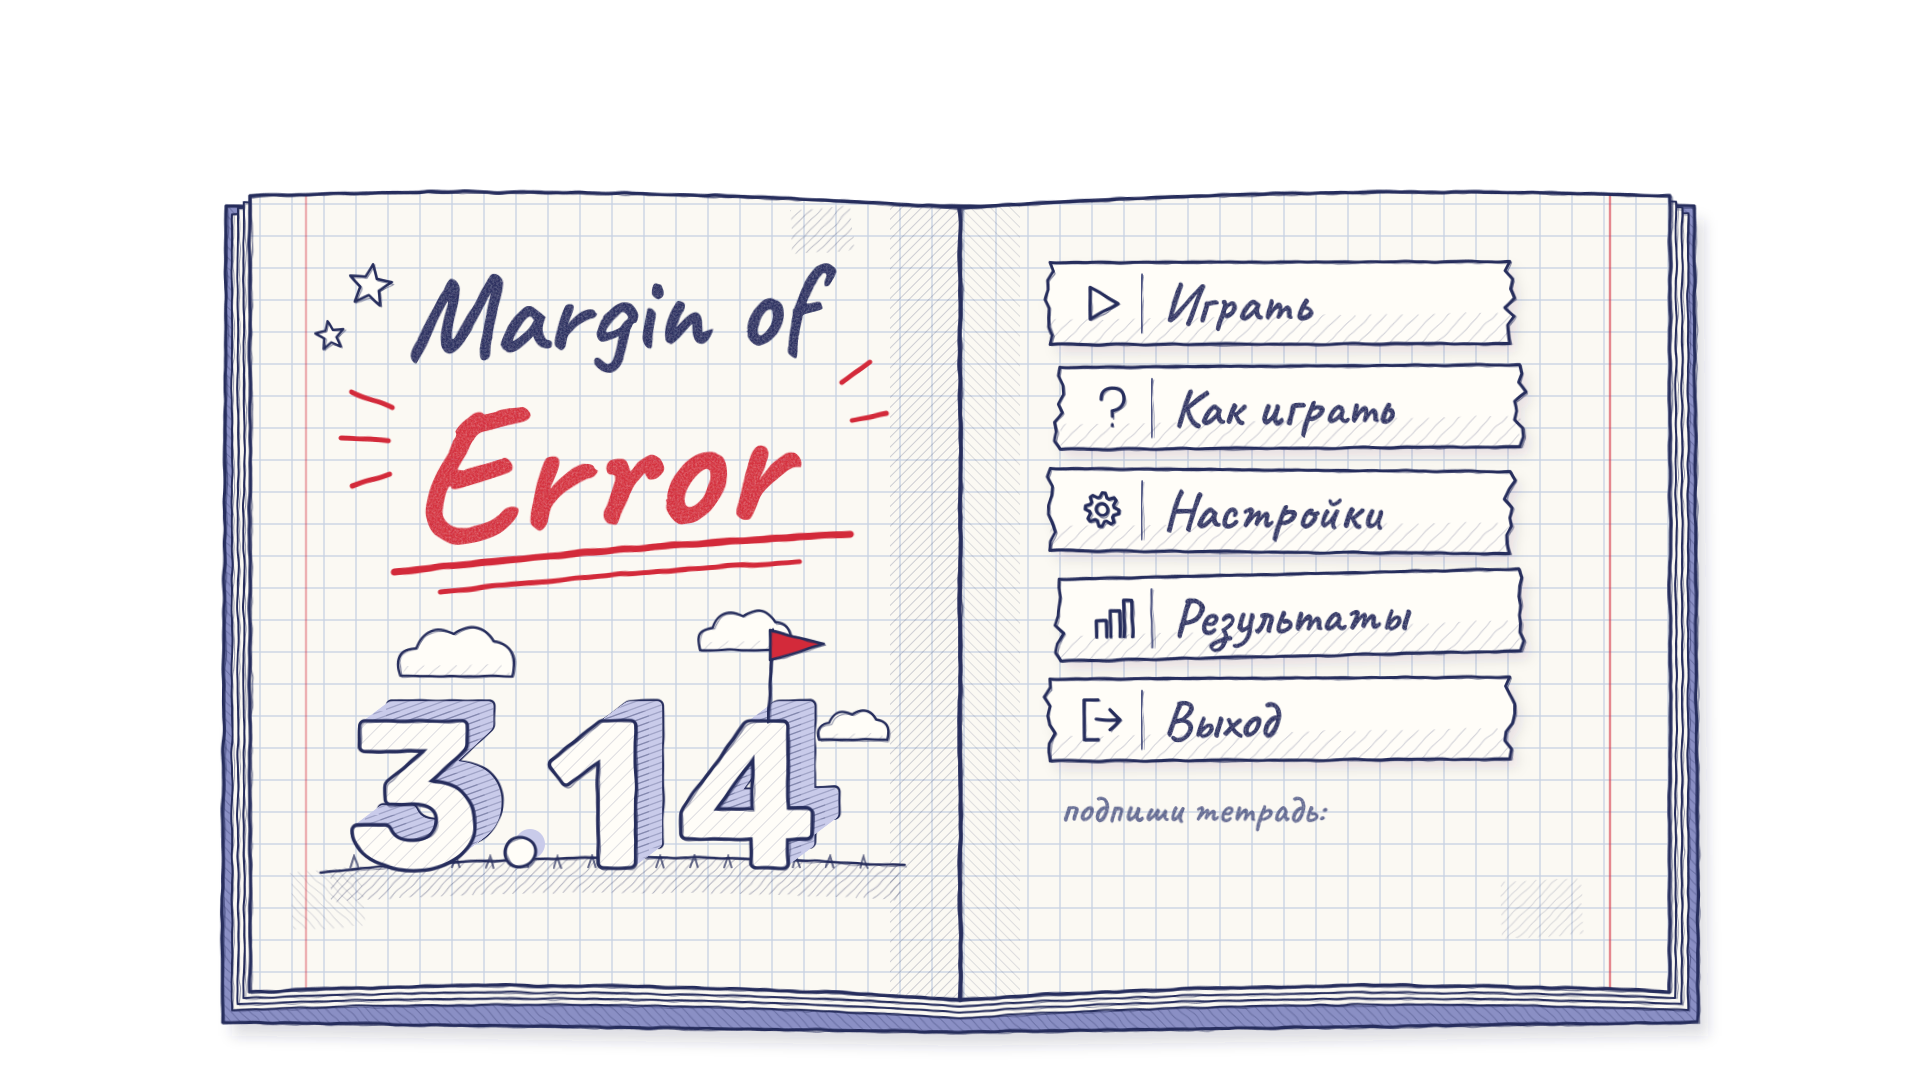 Margin of
Error
3.14
Играть
? Как играть
Настройки
Результаты
Выход
подпиши тетрадь: